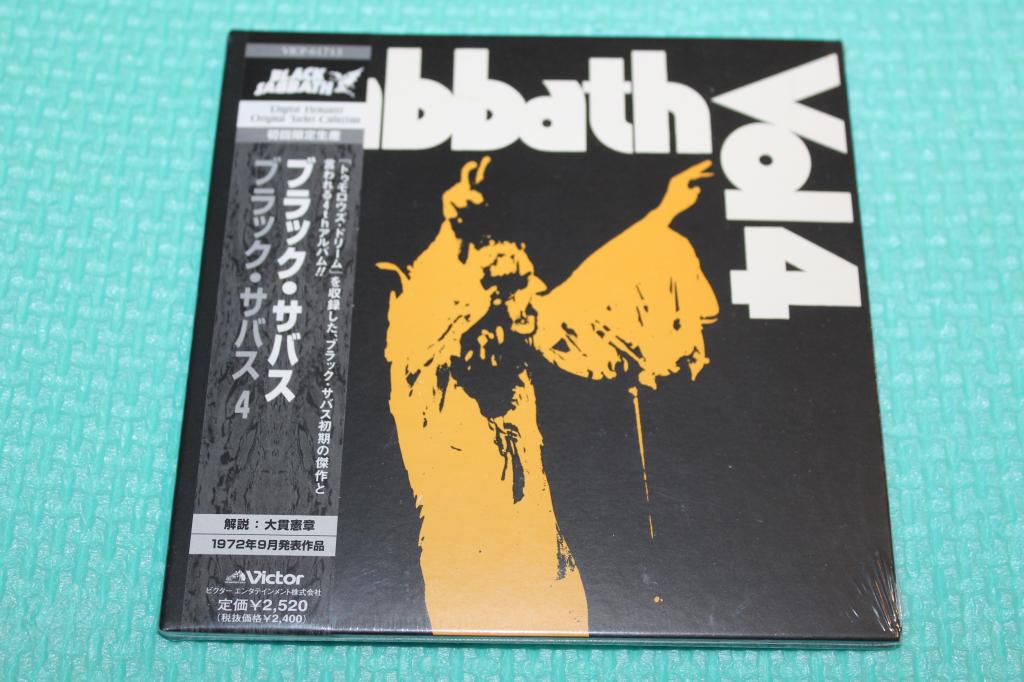 VICP-61713
BLACK
SABBATH
Digital Remaster
Original Jacket Collection
初回限定生産
「トゥモロウズ・ドリーム」を収録した、ブラック・サバス初期の傑作と
言われる4thアルバム!!
ブラック・サバス
ブラック・サバス 4
解説：大貫憲章
1972年9月発表作品
Victor
ビクター エンタテインメント株式会社
定価¥2,520
(税抜価格¥2,400)
abbath
Vol 4